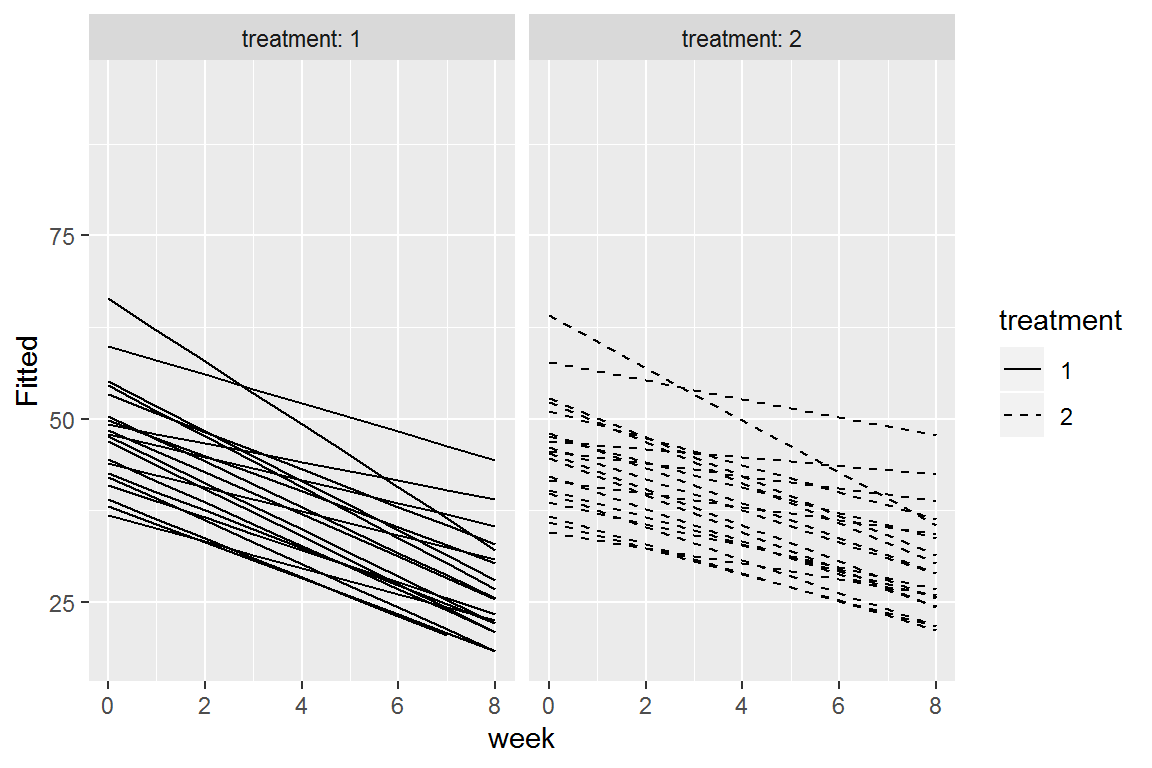 treatment: 1
treatment: 2
Fitted
75
50
25
0 2 4 6 8
0 2 4 6 8
week
treatment
1
2